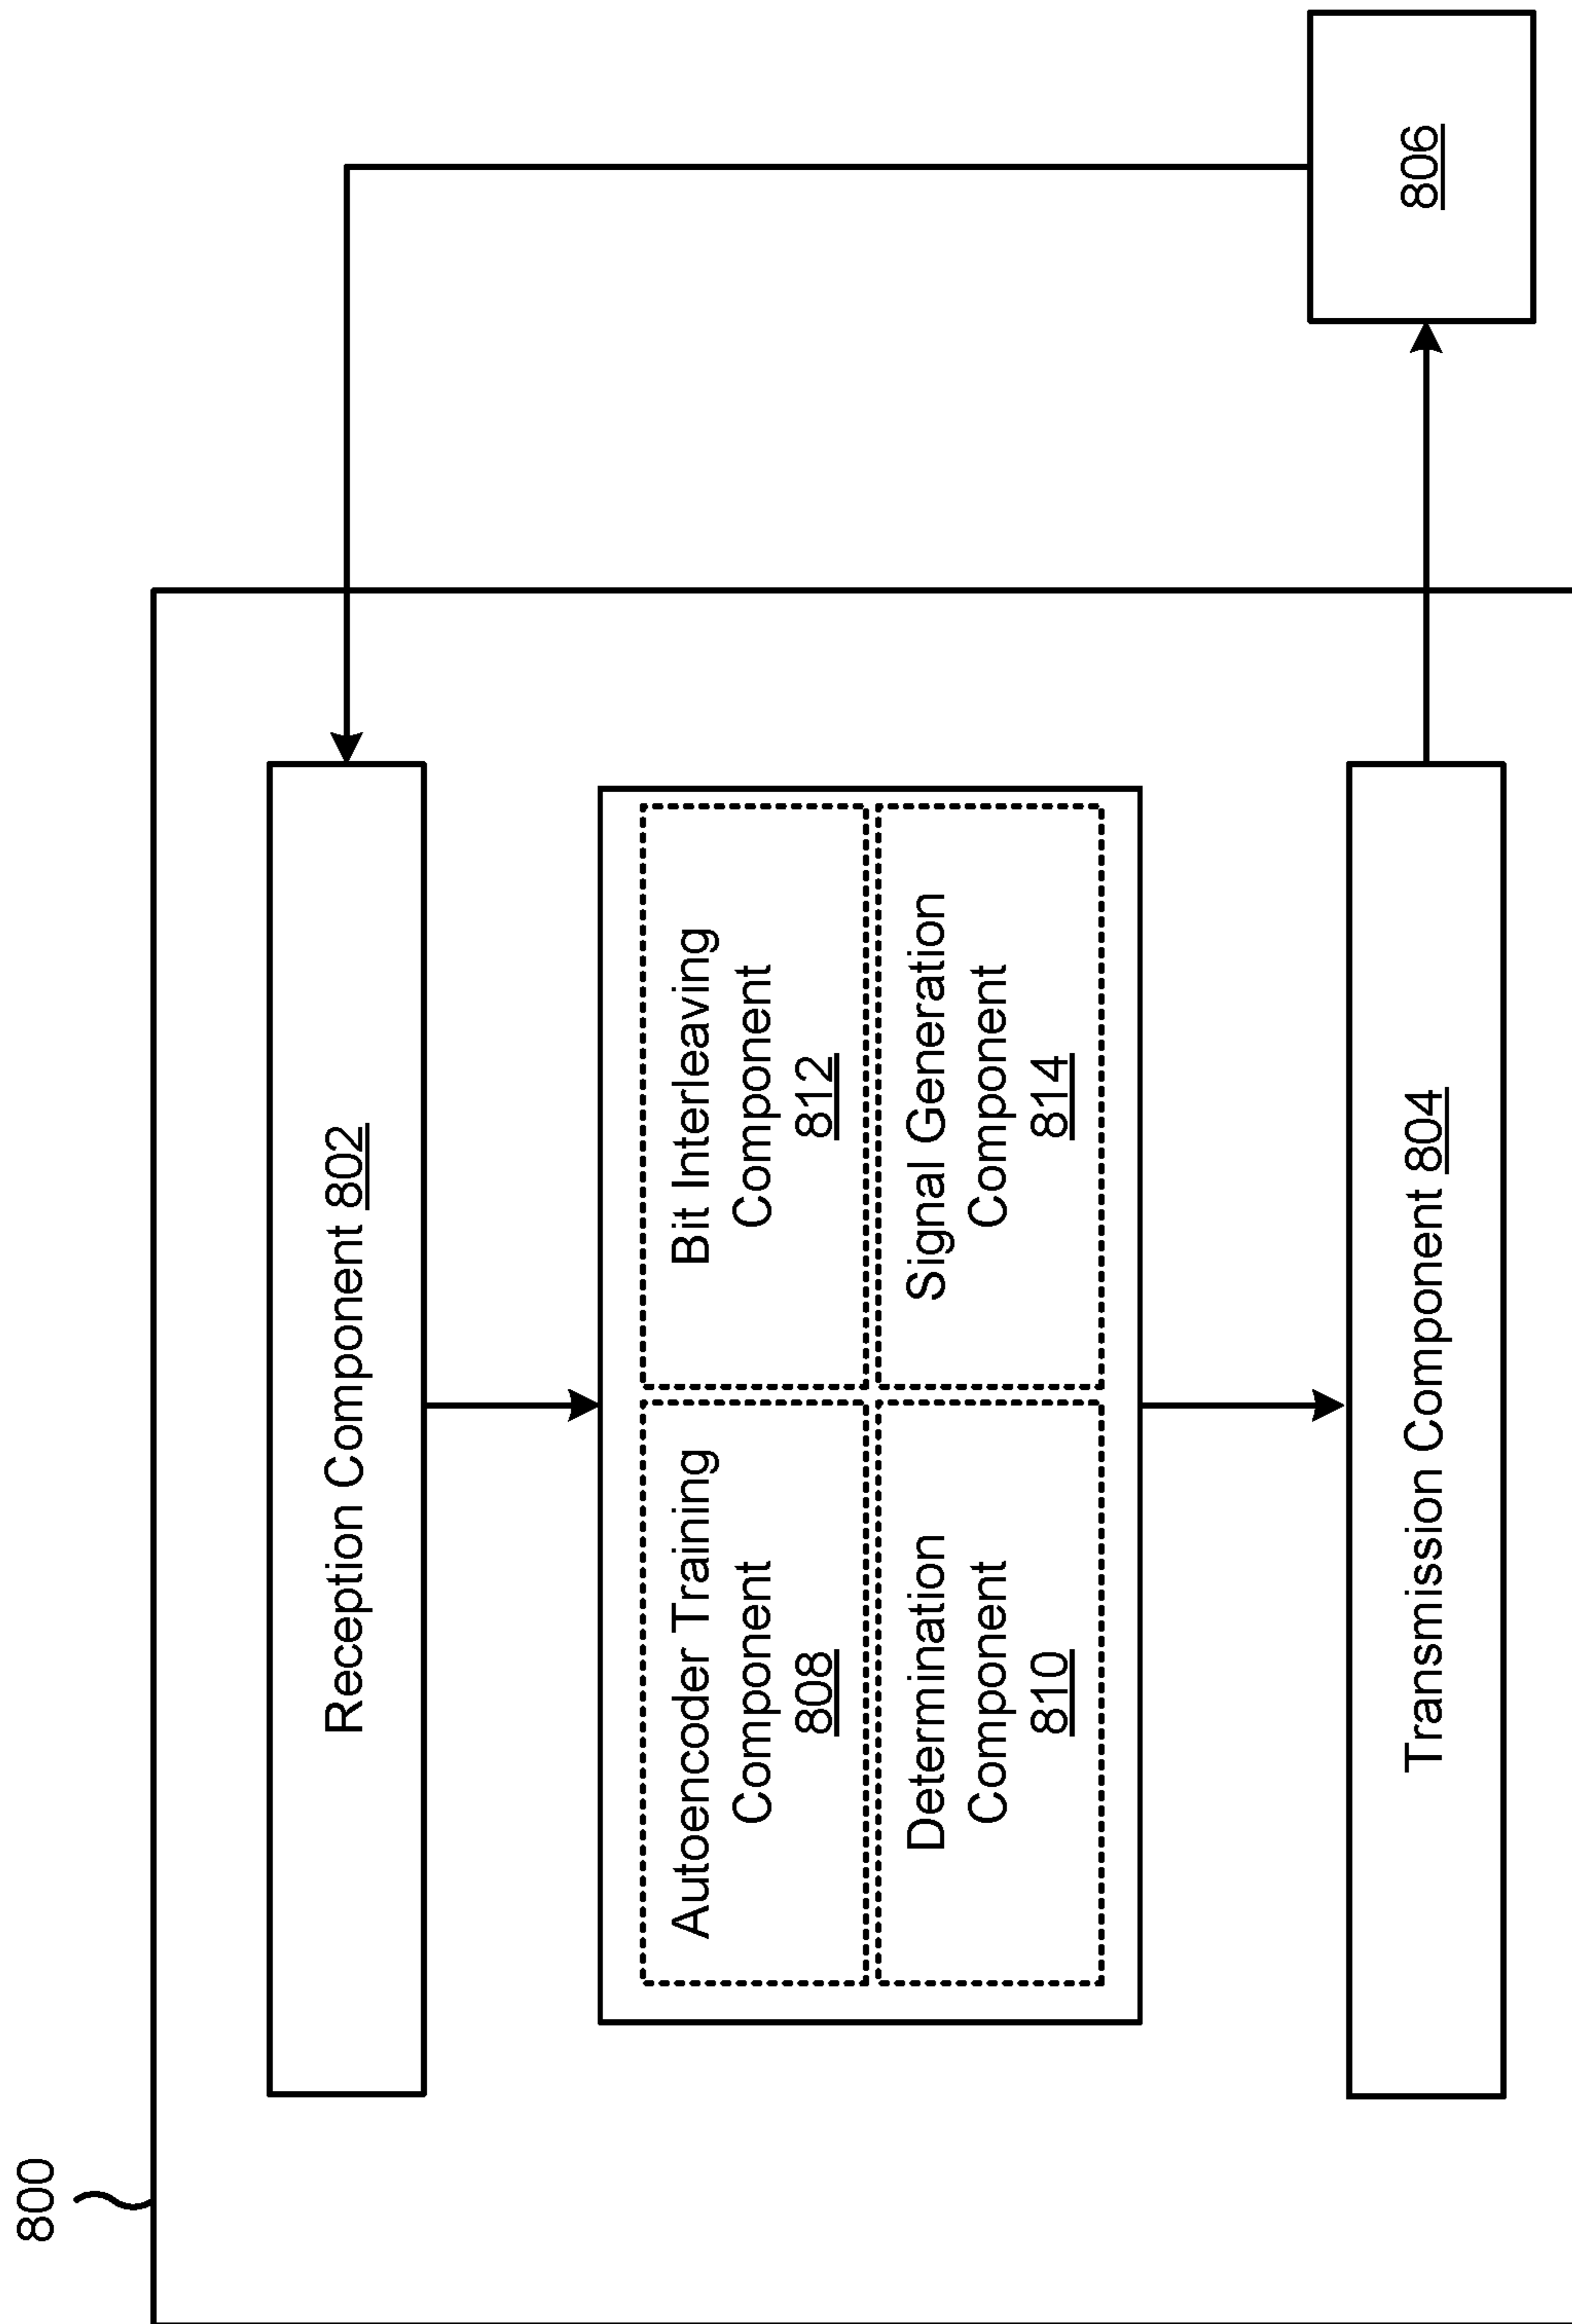 800
Reception Component 802
Autoencoder Training
Component
808
Bit Interleaving
Component
812
Determination
Component
810
Signal Generation
Component
814
Transmission Component 804
806